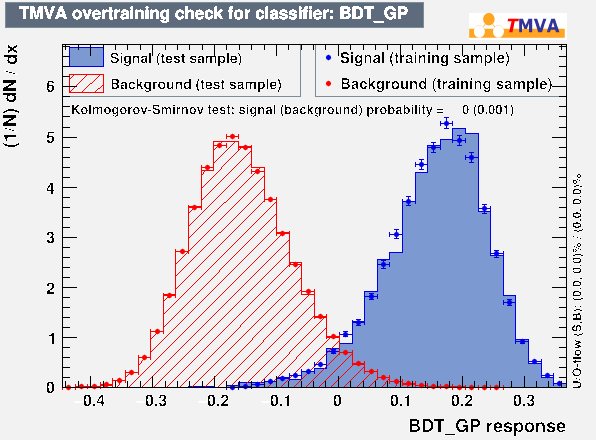 TMVA overtraining check for classifier: BDT_GP
TMVA
Signal (test sample)
Background (test sample)
Signal (training sample)
Background (training sample)
Kolmogorov-Smirnov test: signal (background) probability = 0 (0.001)
(1/N) dN / dx
6
5
4
3
2
1
0
−0.4 −0.3 −0.2 −0.1 0 0.1 0.2 0.3
BDT_GP response
U/O-flow (S,B): (0.0, 0.0)% / (0.0, 0.0)%